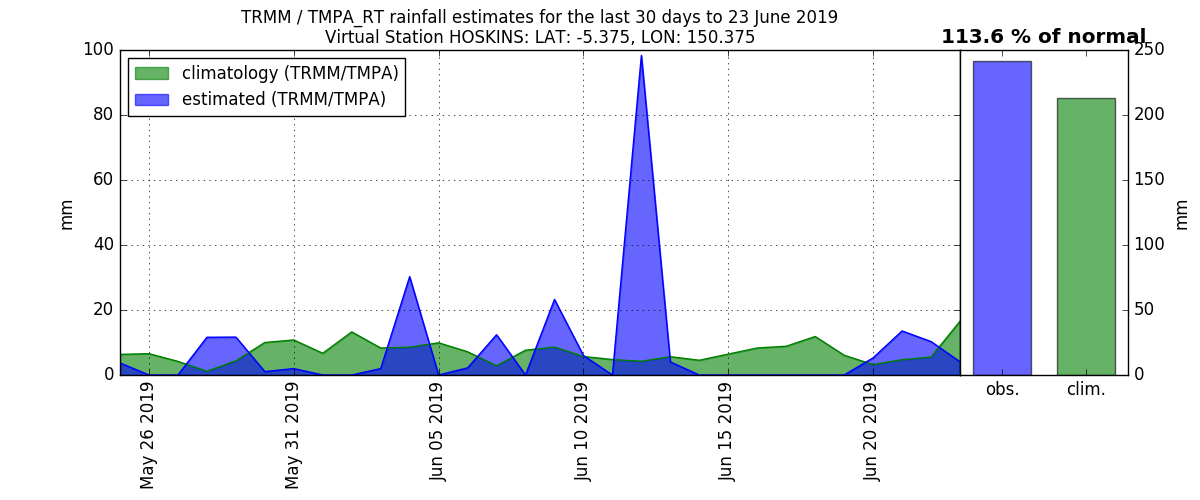 TRMM / TMPA_RT rainfall estimates for the last 30 days to 23 June 2019
Virtual Station HOSKINS: LAT: -5.375, LON: 150.375
113.6 % of normal
climatology (TRMM/TMPA)
estimated (TRMM/TMPA)
100
80
60
40
20
0
mm
May 26 2019
May 31 2019
Jun 05 2019
Jun 10 2019
Jun 15 2019
Jun 20 2019
250
200
150
100
50
0
mm
obs.
clim.